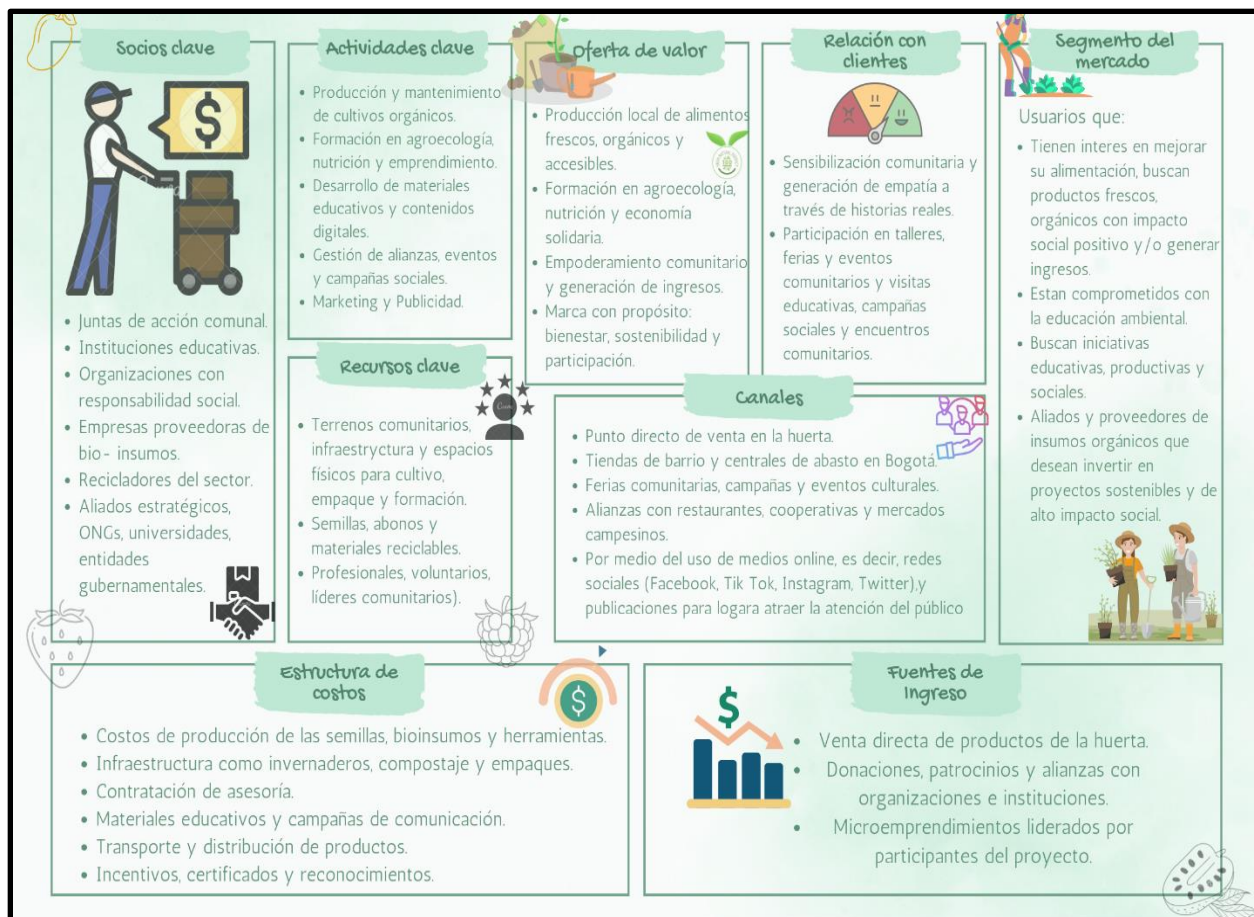 Socios clave
$
• Juntas de acción comunal.
• Instituciones educativas.
• Organizaciones con
responsabilidad social.
• Empresas proveedoras de
bio- insumos.
• Recicladores del sector.
• Aliados estratégicos,
ONGs, universidades,
entidades
gubernamentales.
Actividades clave
• Producción y mantenimiento
de cultivos orgánicos.
• Formación en agroecología,
nutrición y emprendimiento.
• Desarrollo de materiales
educativos y contenidos
digitales.
• Gestión de alianzas, eventos
y campañas sociales.
• Marketing y Publicidad.
Recursos clave
• Terrenos comunitarios,
infraestryctura y espacios
físicos para cultivo,
empaque y formación.
• Semillas, abonos y
materiales reciclables.
• Profesionales, voluntarios,
líderes comunitarios).
Oferta de valor
• Producción local de alimentos
frescos, orgánicos y
accesibles.
• Formación en agroecología,
nutrición y economía
solidaria.
• Empoderamiento comunitario
y generación de ingresos.
• Marca con propósito:
bienestar, sostenibilidad y
participación.
Relación con
clientes
• Sensibilización comunitaria y
generación de empatía a
través de historias reales.
• Participación en talleres,
ferias y eventos
comunitarios y visitas
educativas, campañas
sociales y encuentros
comunitarios.
Canales
• Punto directo de venta en la huerta.
• Tiendas de barrio y centrales de abasto en Bogotá.
• Ferias comunitarias, campañas y eventos culturales.
• Alianzas con restaurantes, cooperativas y mercados
campesinos.
• Por medio del uso de medios online, es decir, redes
sociales (Facebook, Tik Tok, Instagram, Twitter),y
publicaciones para logara atraer la atención del público
Segmento del
mercado
Usuarios que:
• Tienen interes en mejorar
su alimentación, buscan
productos frescos,
orgánicos con impacto
social positivo y/o generar
ingresos.
• Estan comprometidos con
la educación ambiental.
• Buscan iniciativas
educativas, productivas y
sociales.
• Aliados y proveedores de
insumos orgánicos que
desean invertir en
proyectos sostenibles y de
alto impacto social.
Estructura de
costos
$
• Costos de producción de las semillas, bioinsumos y herramientas.
• Infraestructura como invernaderos, compostaje y empaques.
• Contratación de asesoría.
• Materiales educativos y campañas de comunicación.
• Transporte y distribución de productos.
• Incentivos, certificados y reconocimientos.
Fuentes de
Ingreso
$
• Venta directa de productos de la huerta.
• Donaciones, patrocinios y alianzas con
organizaciones e instituciones.
• Microemprendimientos liderados por
participantes del proyecto.